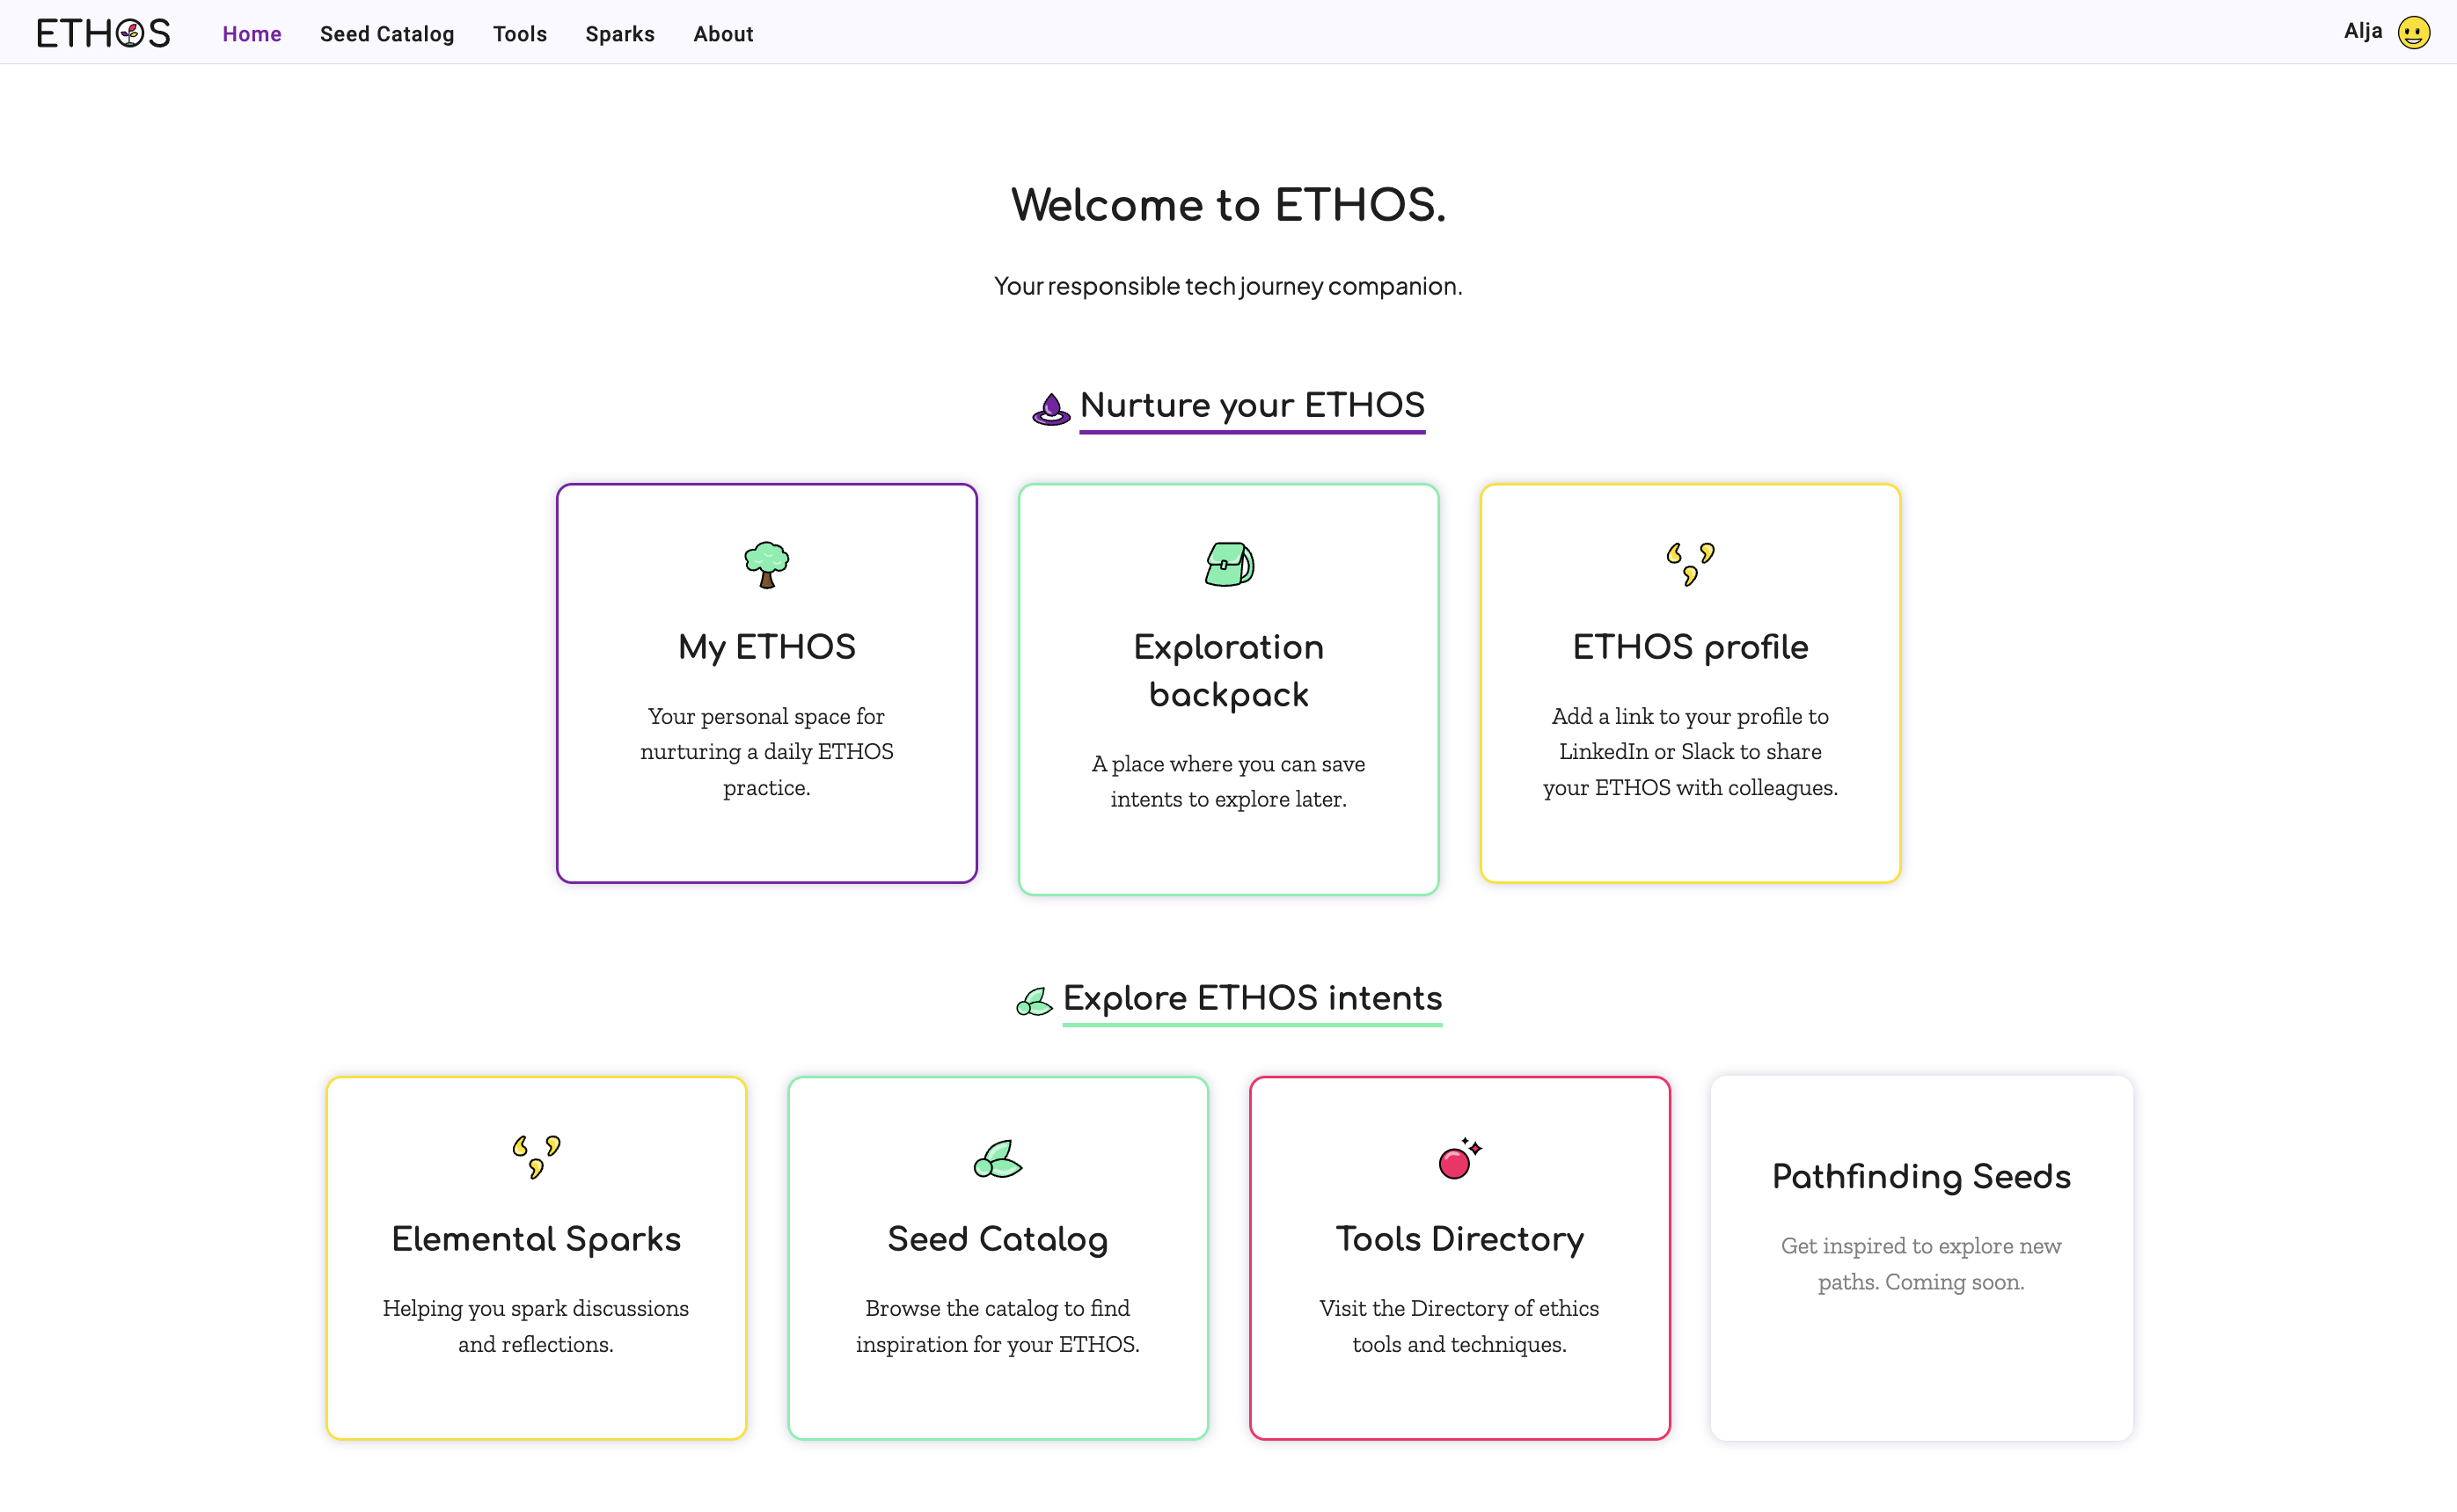 ETHOS
Home
Seed Catalog
Tools
Sparks
About
Alja
Welcome to ETHOS.
Your responsible tech journey companion.
Nurture your ETHOS
My ETHOS
Your personal space for
nurturing a daily ETHOS
practice.
Exploration
backpack
A place where you can save
intents to explore later.
ETHOS profile
Add a link to your profile to
LinkedIn or Slack to share
your ETHOS with colleagues.
Explore ETHOS intents
Elemental Sparks
Helping you spark discussions
and reflections.
Seed Catalog
Browse the catalog to find
inspiration for your ETHOS.
Tools Directory
Visit the Directory of ethics
tools and techniques.
Pathfinding Seeds
Get inspired to explore new
paths. Coming soon.